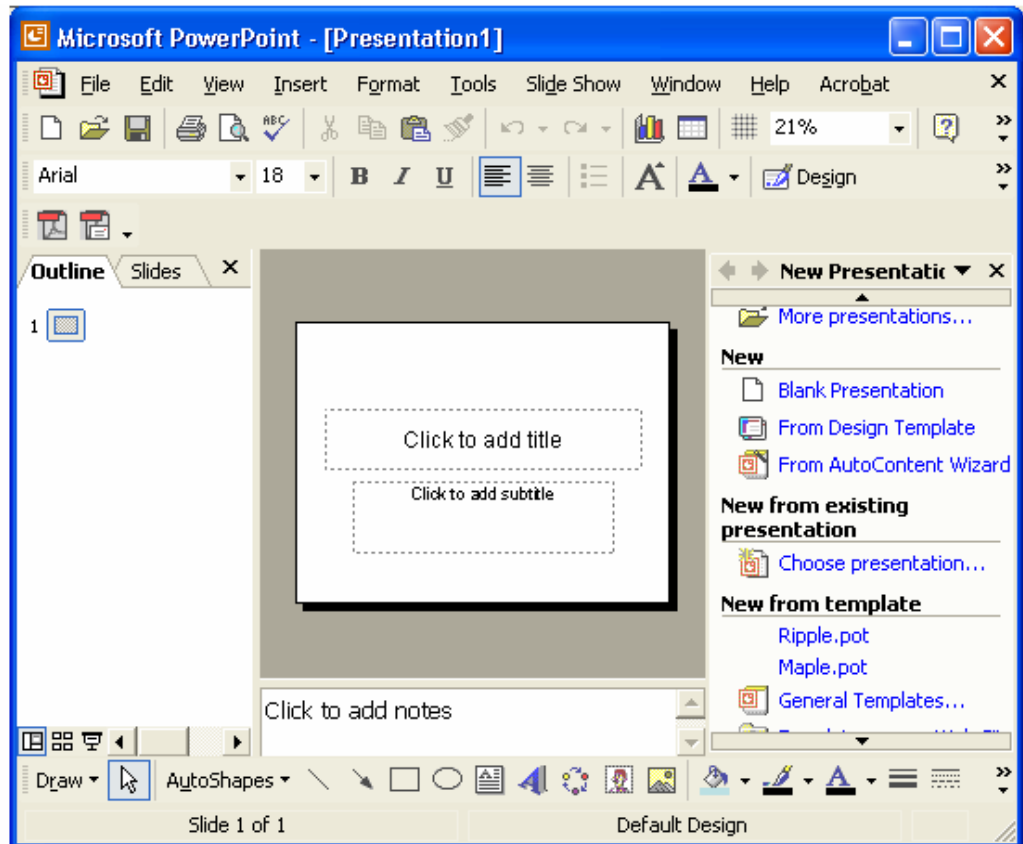 Microsoft PowerPoint - [Presentation1]
File Edit View Insert Format Tools Slide Show Window Help Acrobat
ABC 21%
Arial 18 B I U A A Design
Outline Slides
New Presentatic
1
More presentations...
New
Blank Presentation
From Design Template
From AutoContent Wizard
New from existing
presentation
Choose presentation...
New from template
Ripple.pot
Maple.pot
General Templates...
Click to add title
Click to add subtitle
Click to add notes
Draw AutoShapes A
Slide 1 of 1 Default Design